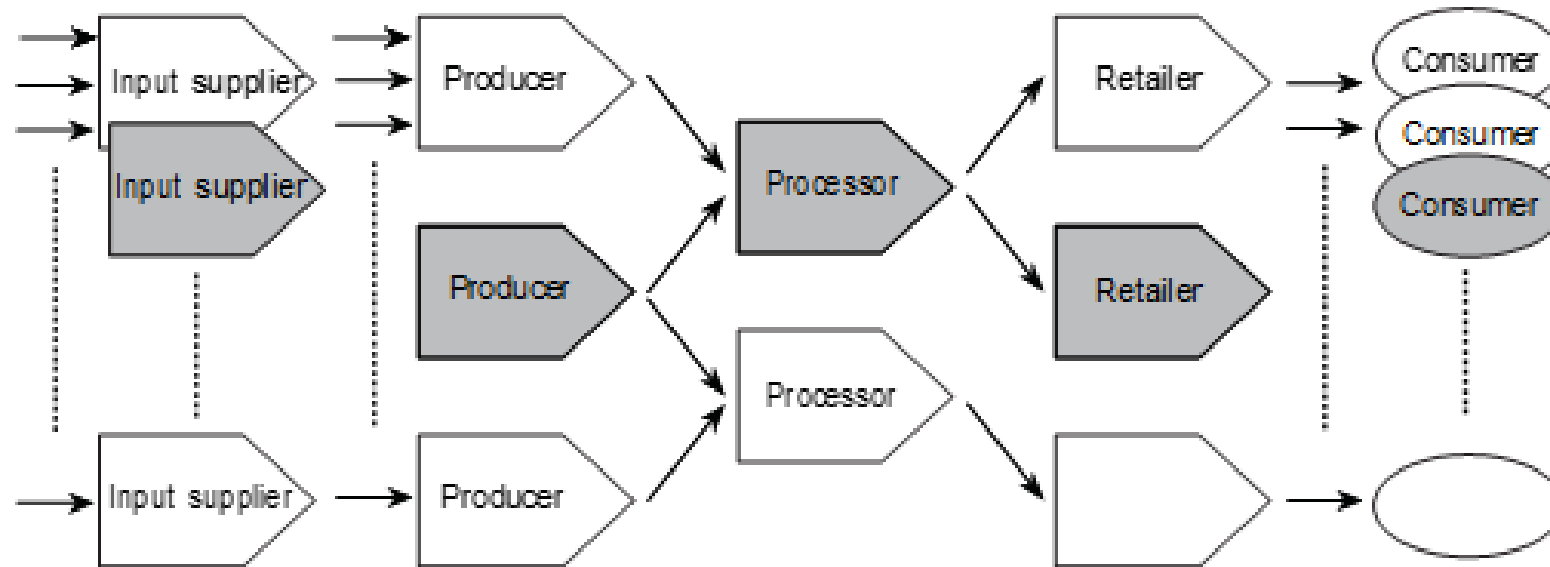 Input supplier
Producer
Retailer
Consumer
Consumer
Input supplier
Processor
Consumer
Producer
Retailer
Processor
Input supplier
Producer